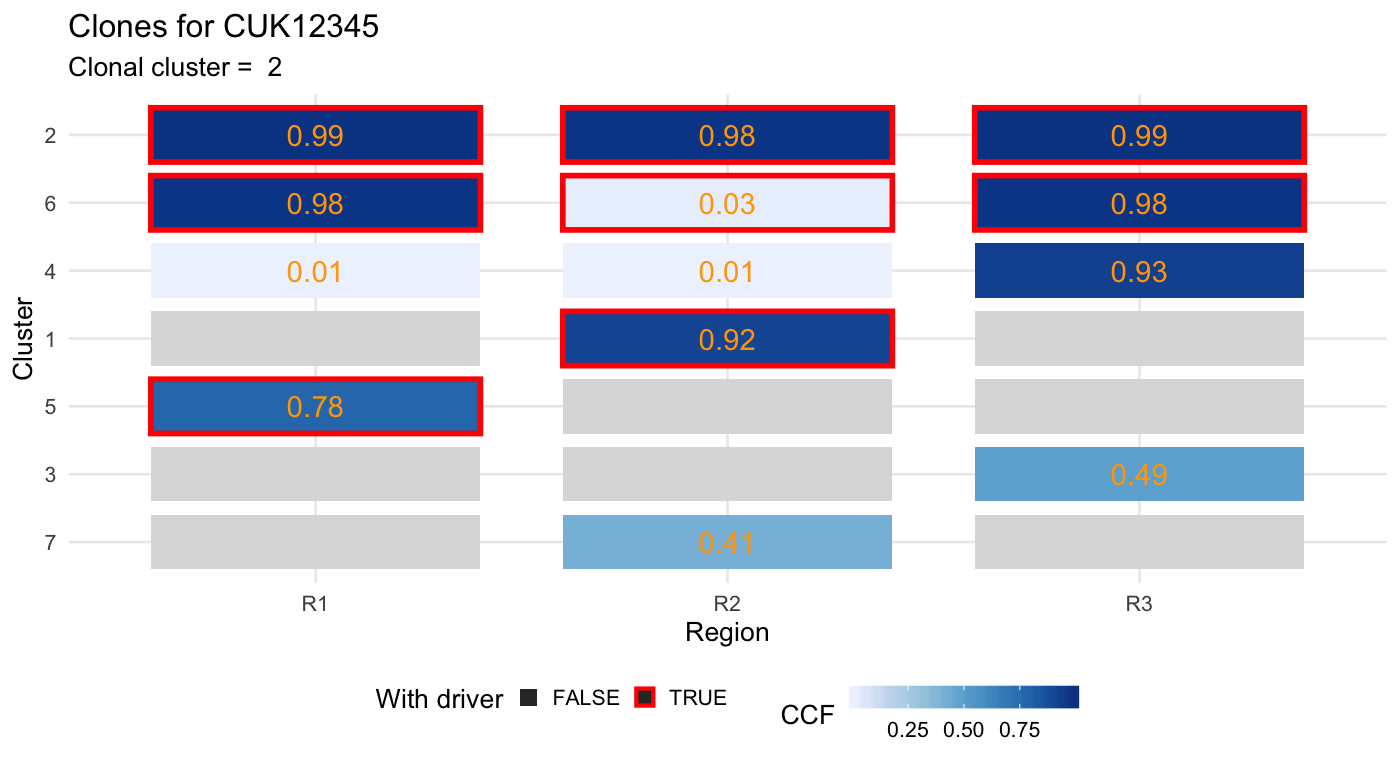 Clones for CUK12345
Clonal cluster =  2
2 0.99 0.98 0.99
6 0.98 0.03 0.98
4 0.01 0.01 0.93
1 0.92
5 0.78
3 0.49
7 0.41
Cluster
R1 R2 R3
Region
With driver FALSE TRUE
CCF
0.25 0.50 0.75